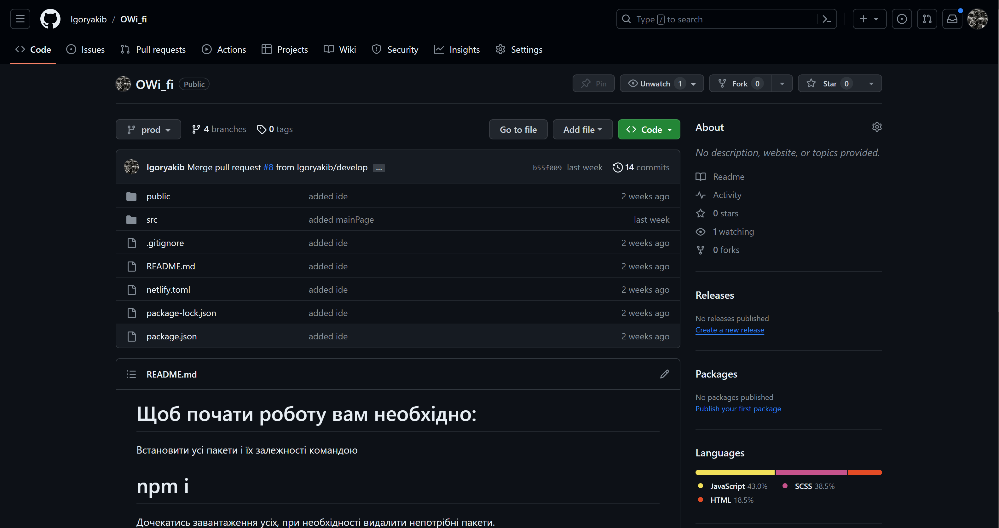 Igoryakib / OWi_fi
Type / to search
Code Issues Pull requests Actions Projects Wiki Security Insights Settings
OWi_fi Public
Pin Unwatch 1 Fork 0 Star 0
prod 4 branches 0 tags Go to file Add file Code
Igoryakib Merge pull request #8 from Igoryakib/develop ... b55f009 last week 14 commits
public added ide 2 weeks ago
src added mainPage last week
.gitignore added ide 2 weeks ago
README.md added ide 2 weeks ago
netlify.toml added ide 2 weeks ago
package-lock.json added ide 2 weeks ago
package.json added ide 2 weeks ago
README.md
Щоб почати роботу вам необхідно:
Встановити усі пакети і їх залежності командою
npm i
Дочекатись завантаження усіх, при необхідності видалити непотрібні пакети.
About
No description, website, or topics provided.
Readme
Activity
0 stars
1 watching
0 forks
Releases
No releases published
Create a new release
Packages
No packages published
Publish your first package
Languages
JavaScript 43.0% SCSS 38.5%
HTML 18.5%